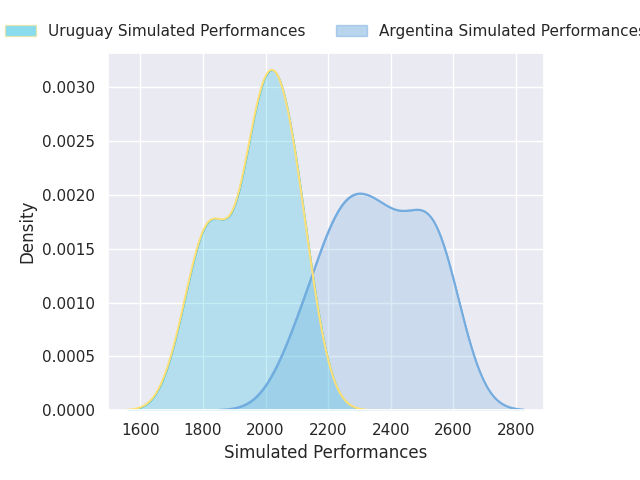 Uruguay Simulated Performances
Argentina Simulated Performances
0.0030
0.0025
0.0020
0.0015
0.0010
0.0005
0.0000
Density
1600 1800 2000 2200 2400 2600 2800
Simulated Performances